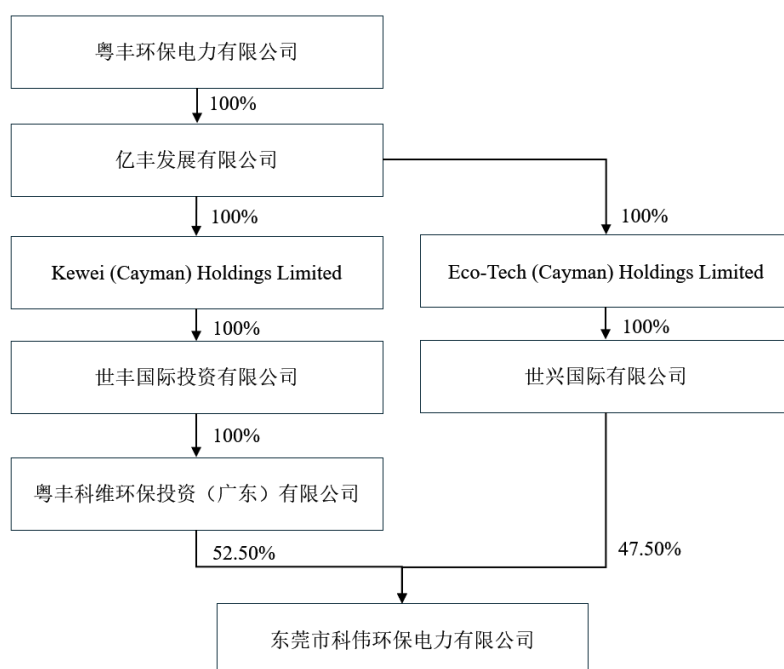 粤丰环保电力有限公司
100%
亿丰发展有限公司
100%
100%
Kewei (Cayman) Holdings Limited
Eco-Tech (Cayman) Holdings Limited
100%
100%
世丰国际投资有限公司
世兴国际有限公司
100%
粤丰科维环保投资（广东）有限公司
52.50%
47.50%
东莞市科伟环保电力有限公司